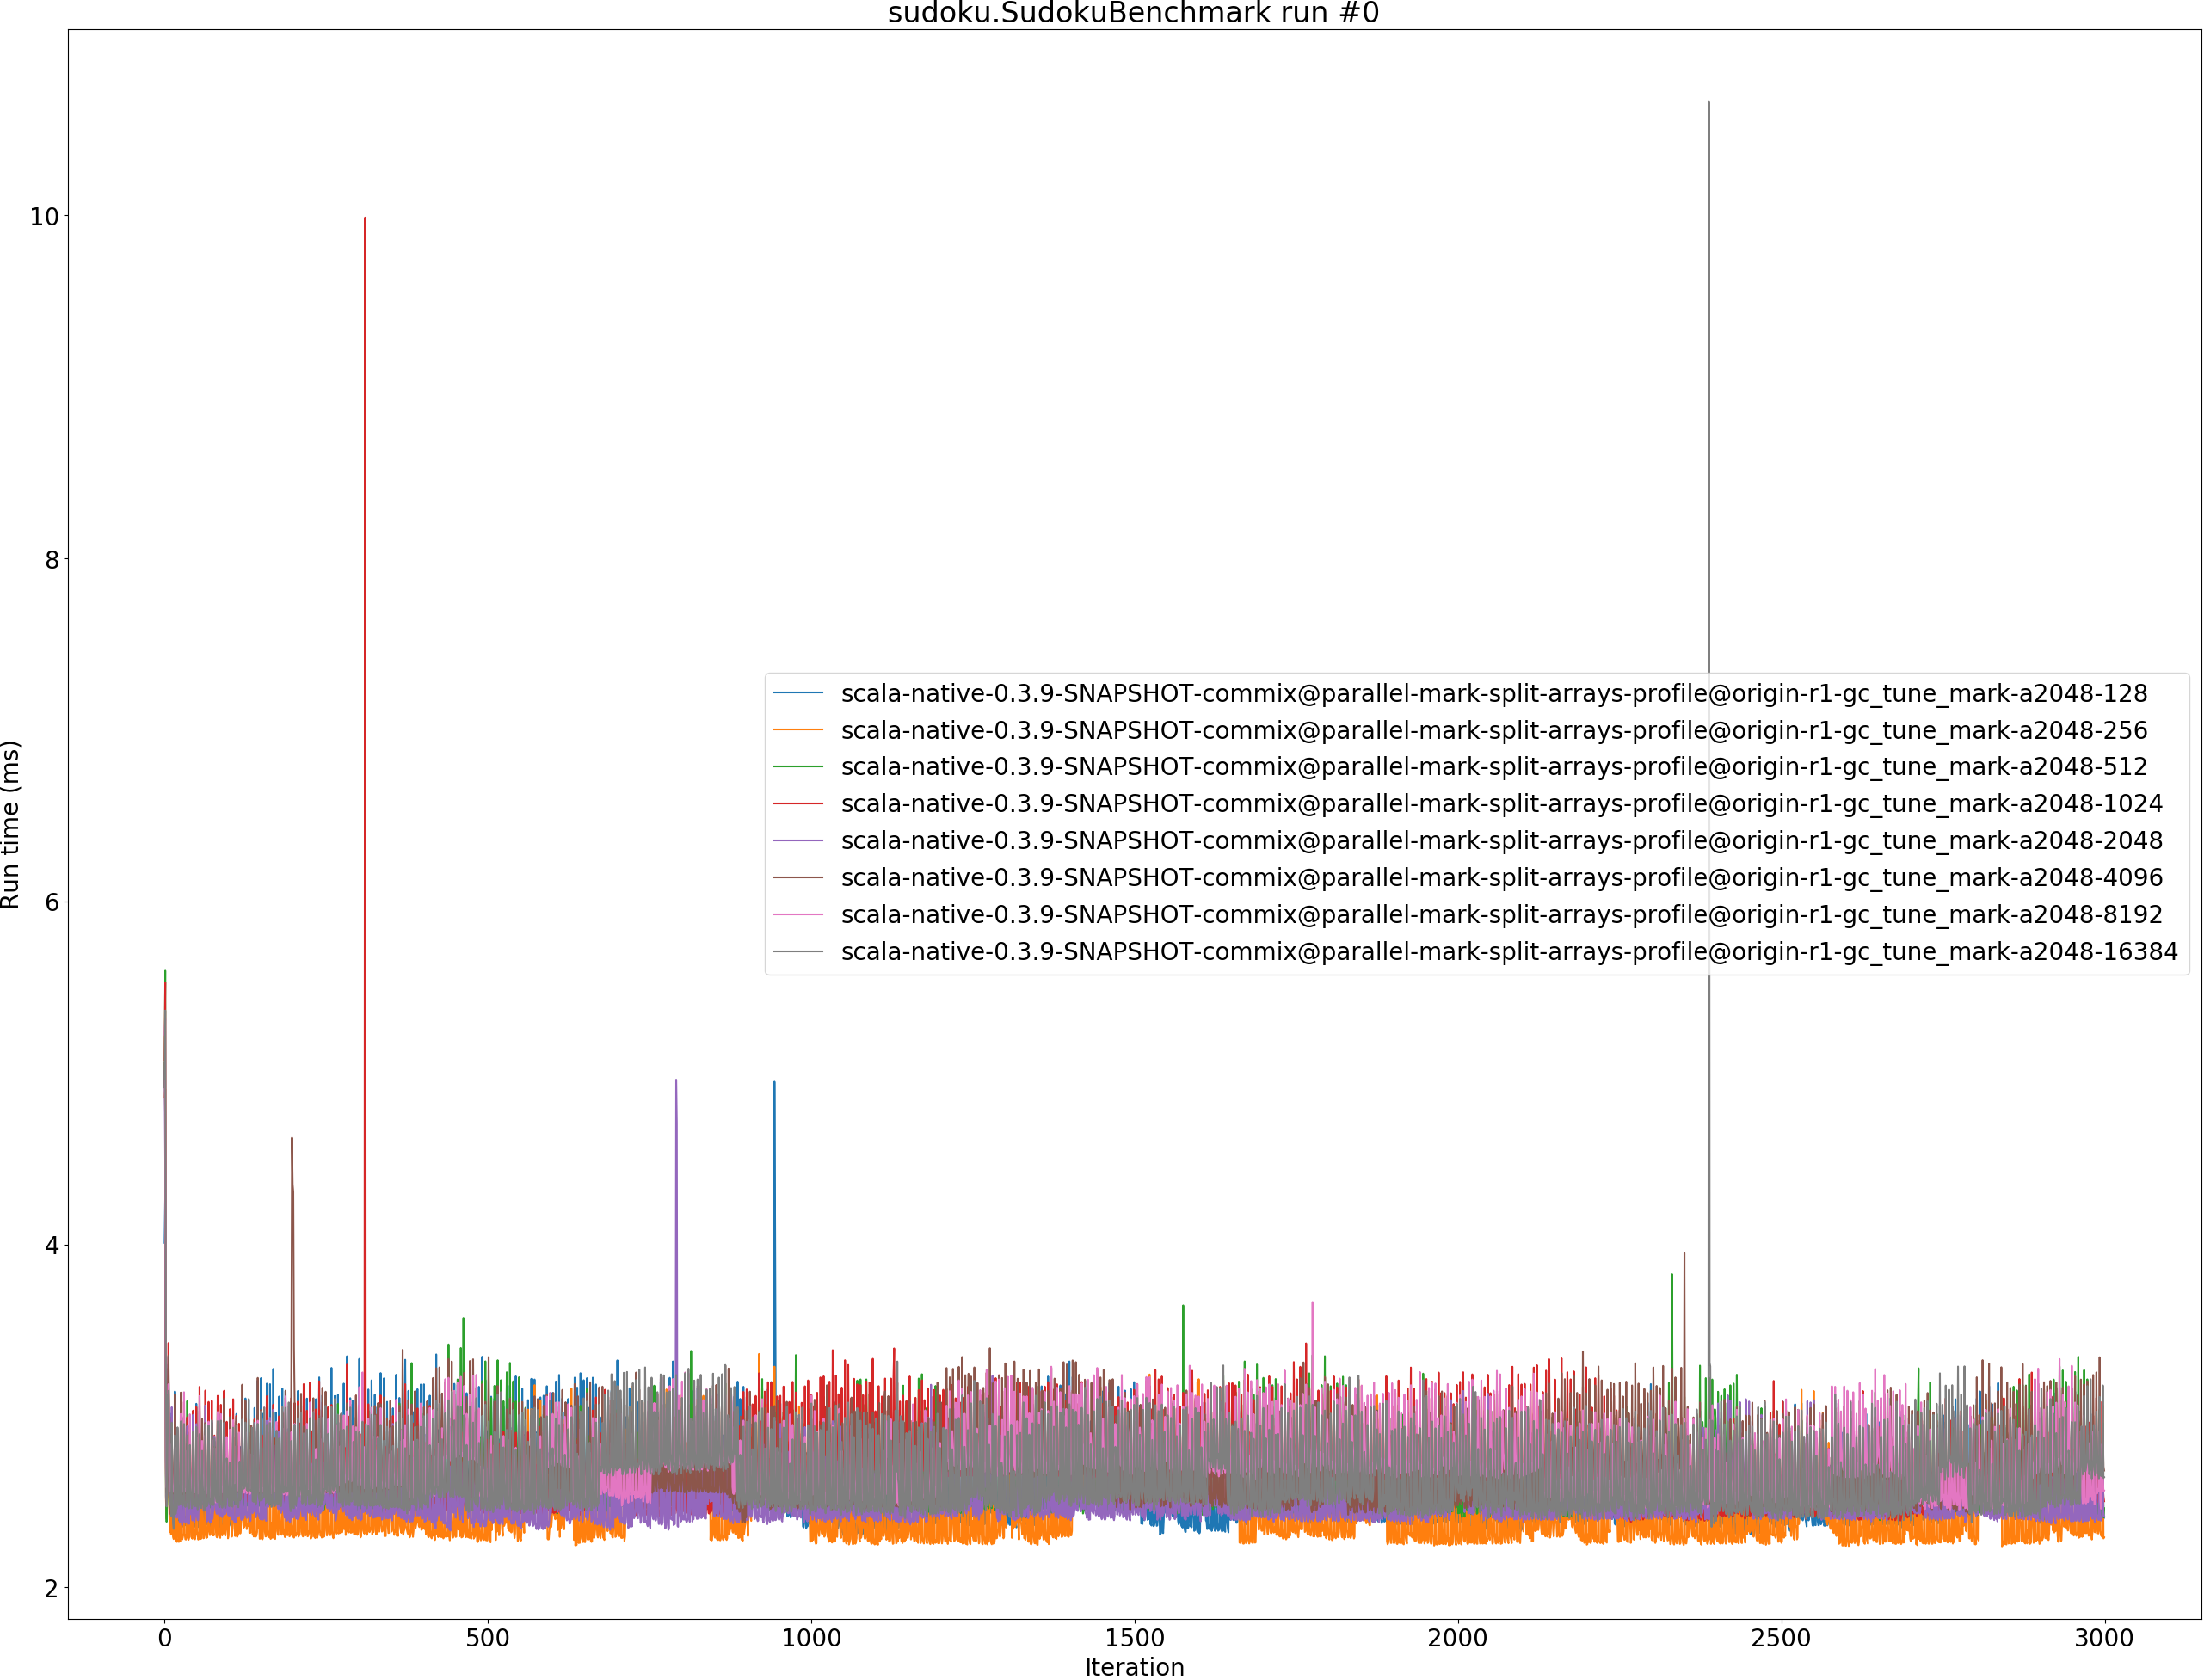 sudoku.SudokuBenchmark run #0
Run time (ms)
10
8
6
4
2
scala-native-0.3.9-SNAPSHOT-commix@parallel-mark-split-arrays-profile@origin-r1-gc_tune_mark-a2048-128
scala-native-0.3.9-SNAPSHOT-commix@parallel-mark-split-arrays-profile@origin-r1-gc_tune_mark-a2048-256
scala-native-0.3.9-SNAPSHOT-commix@parallel-mark-split-arrays-profile@origin-r1-gc_tune_mark-a2048-512
scala-native-0.3.9-SNAPSHOT-commix@parallel-mark-split-arrays-profile@origin-r1-gc_tune_mark-a2048-1024
scala-native-0.3.9-SNAPSHOT-commix@parallel-mark-split-arrays-profile@origin-r1-gc_tune_mark-a2048-2048
scala-native-0.3.9-SNAPSHOT-commix@parallel-mark-split-arrays-profile@origin-r1-gc_tune_mark-a2048-4096
scala-native-0.3.9-SNAPSHOT-commix@parallel-mark-split-arrays-profile@origin-r1-gc_tune_mark-a2048-8192
scala-native-0.3.9-SNAPSHOT-commix@parallel-mark-split-arrays-profile@origin-r1-gc_tune_mark-a2048-16384
0 500 1000 1500 2000 2500 3000
Iteration